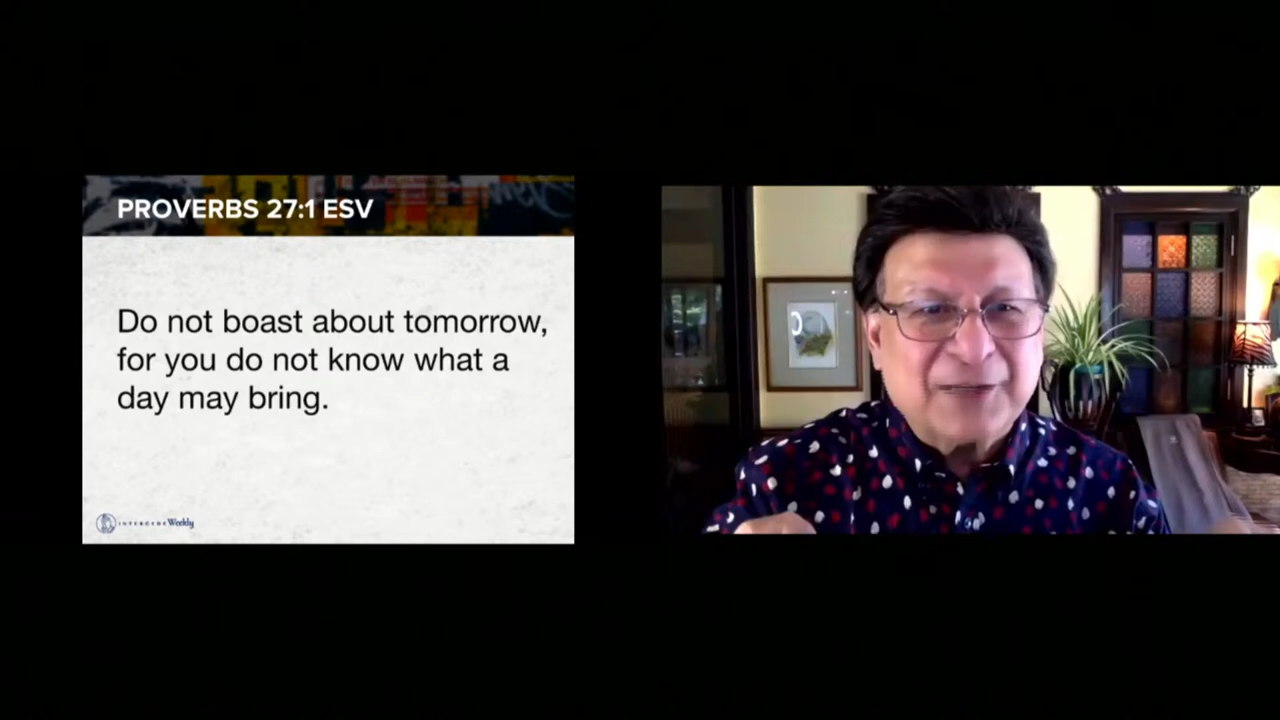 PROVERBS 27:1 ESV
Do not boast about tomorrow,
for you do not know what a
day may bring.
INTERCEDE Weekly